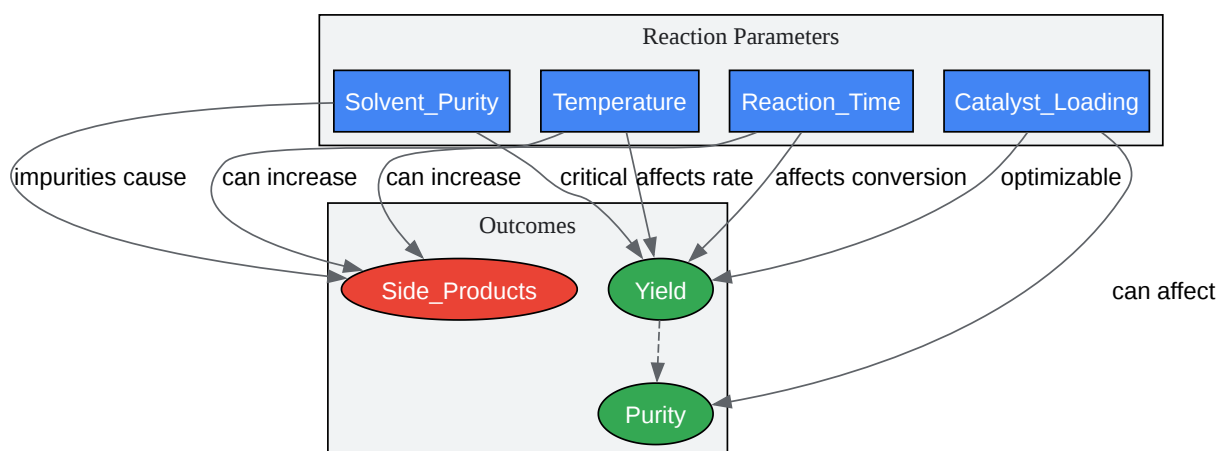 Reaction Parameters
Solvent_Purity
Temperature
Reaction_Time
Catalyst_Loading
impurities cause
can increase
can increase
critical
affects rate
affects conversion
optimizable
Outcomes
Side_Products
Yield
can affect
Purity